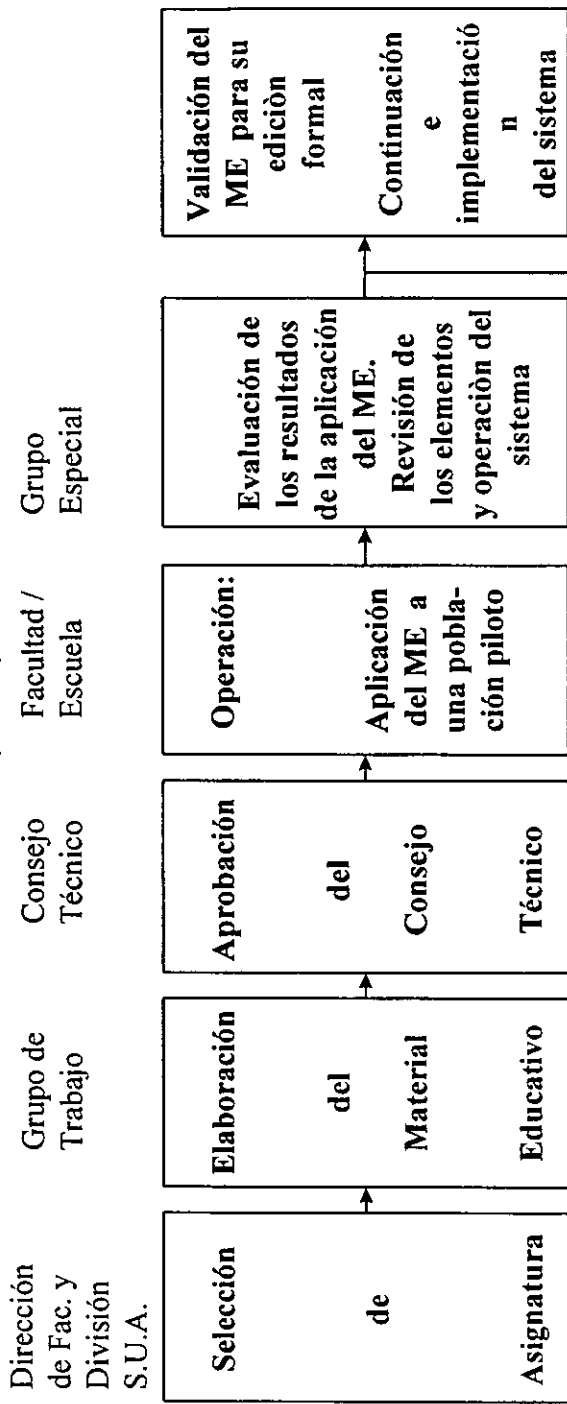 Dirección
de Fac. y
División
S.U.A.
Grupo de
Trabajo
Consejo
Técnico
Facultad /
Escuela
Grupo
Especial
Selección
de
Asignatura
Elaboración
del
Material
Educativo
Aprobación
del
Consejo
Técnico
Operación:
Aplicación
del ME a
una pobla-
ción piloto
Evaluación de
los resultados
de la aplicación
del ME.
Revisión de
los elementos
y operaciòn del
sistema
Validación del
ME para su
ediciòn
formal
Continuación
e
implementació
n
del sistema